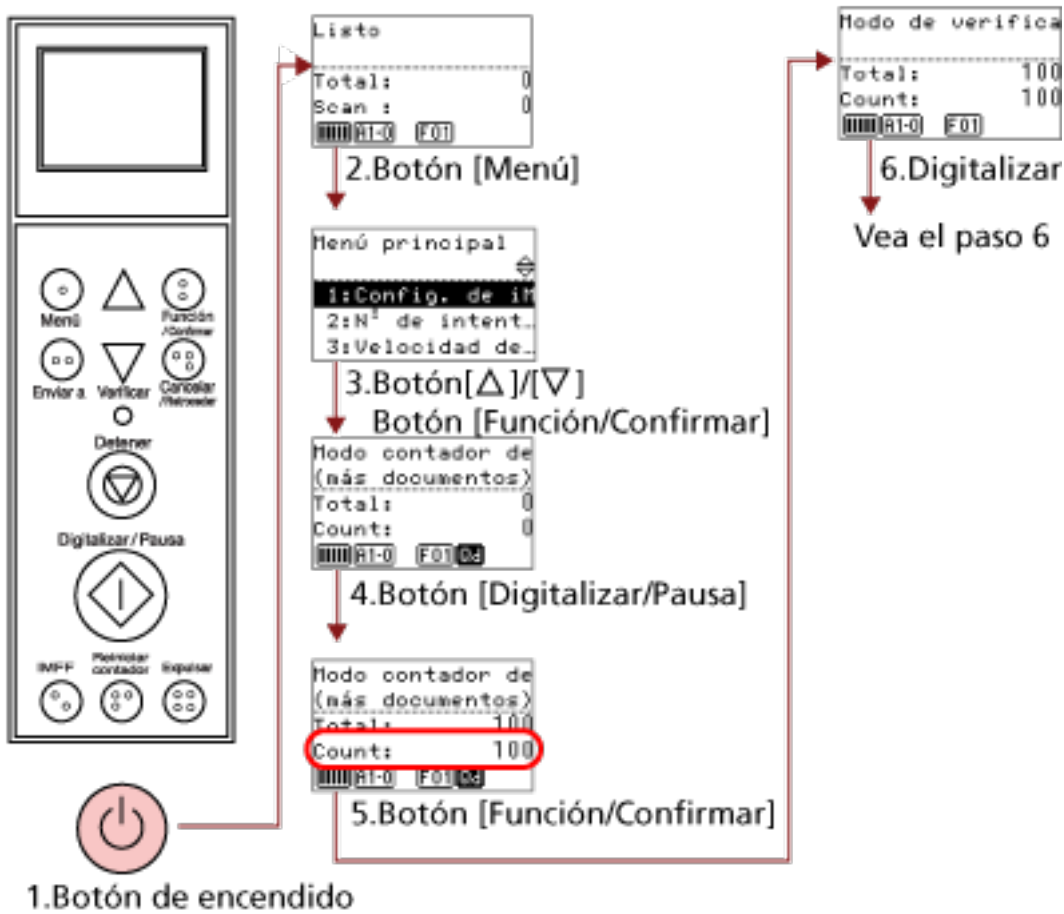 Menú
Función
/Confirmar
Enviar a
Verificar
Cancelar
/Retroceder
Detener
Digitalizar/Pausa
IMFF
Reiniciar
contador
Expulsar
1.Botón de encendido
Listo
Total: 0
Scan : 0
A1-0 F01
2.Botón [Menú]
Menú principal
1:Config. de iM
2:Nº de intent…
3:Velocidad de…
3.Botón[△]/[▽]
Botón [Función/Confirmar]
Modo contador de
(más documentos)
Total: 0
Count: 0
A1-0 F01
4.Botón [Digitalizar/Pausa]
Modo contador de
(más documentos)
Total: 100
Count: 100
A1-0 F01
5.Botón [Función/Confirmar]
Modo de verifica
Total: 100
Count: 100
A1-0 F01
6.Digitalizar
Vea el paso 6